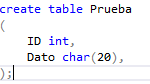 create table Prueba
(
ID int,
Dato char(20),
);